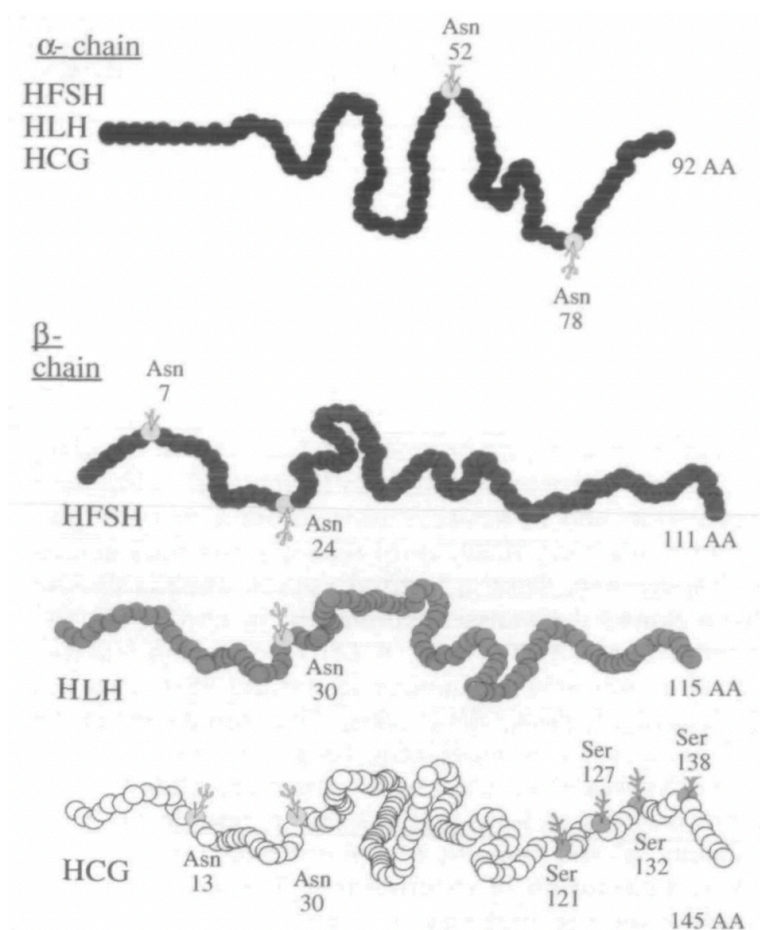 α- chain
HFSH
HLH
HCG
Asn
52
92 AA
Asn
78
β-
chain
Asn
7
HFSH
Asn
24
111 AA
HLH
Asn
30
115 AA
HCG
Asn
13
Asn
30
Ser
121
Ser
127
Ser
132
Ser
138
145 AA